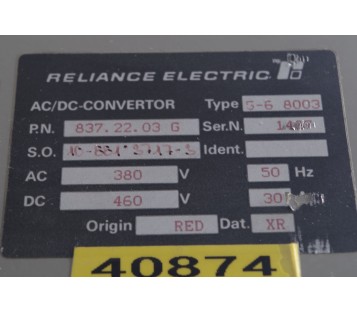 RELIANCE ELECTRIC
AC/DC-CONVERTOR Type G-6 8003
P.N. 837.22.03 G Ser.N.
S.O. Ident.
AC 380 V 50 Hz
DC 460 V
Origin RED Dat. XR
40874